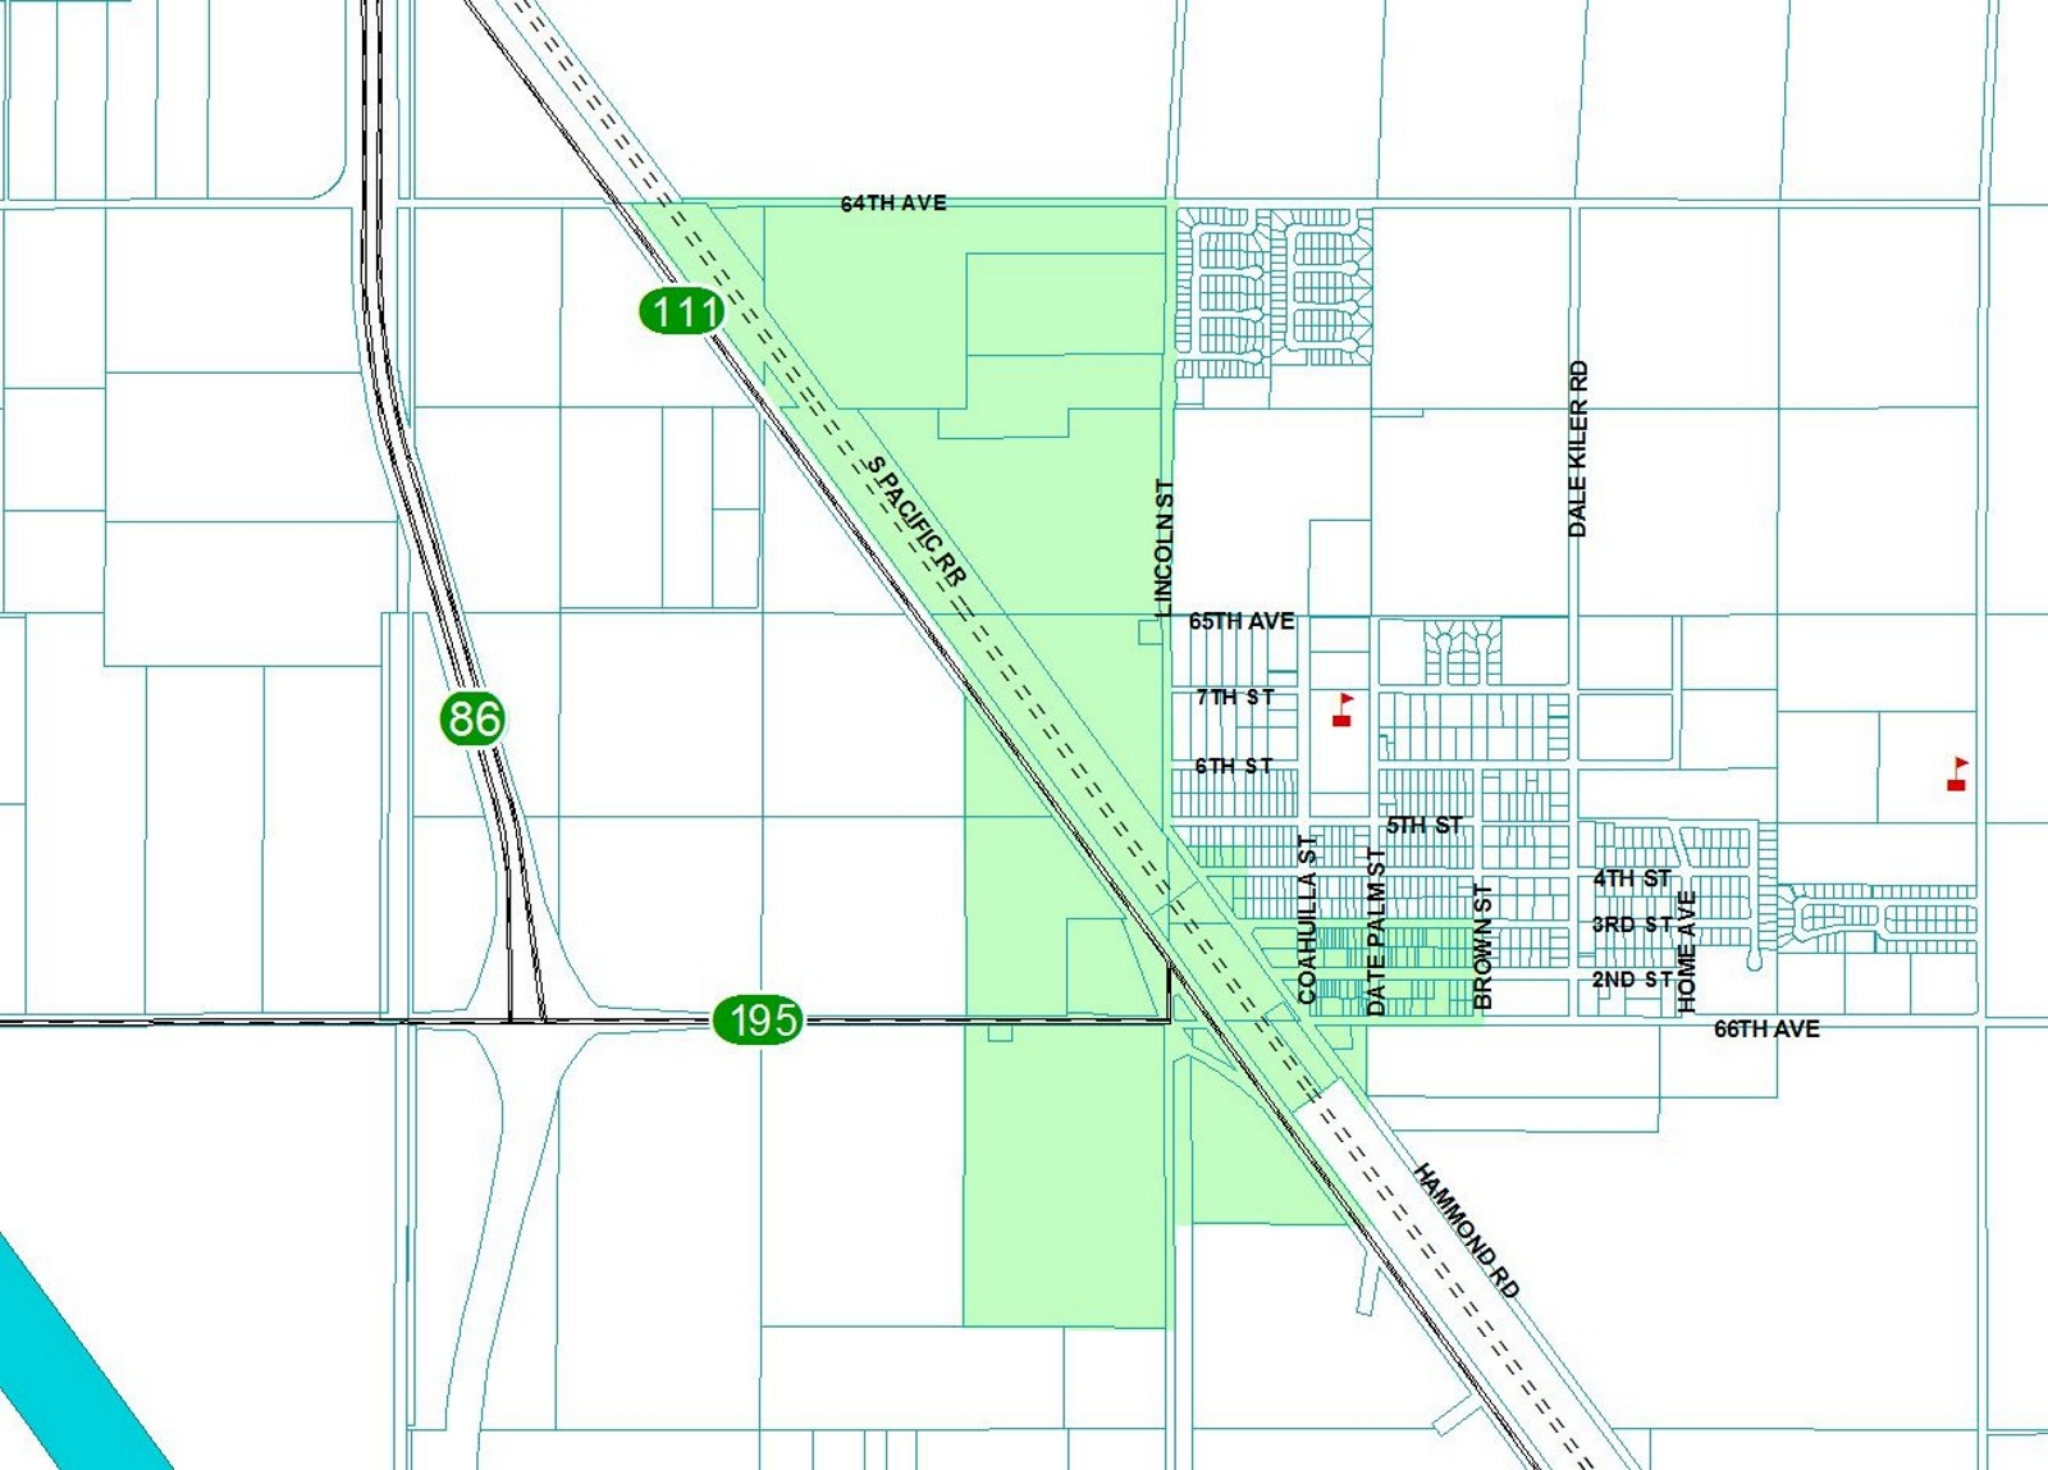 64TH AVE
111
S PACIFIC RR
LINCOLN ST
DALE KILER RD
65TH AVE
7TH ST
86
6TH ST
5TH ST
COAHUILLA ST
DATE PALM ST
BROWN ST
4TH ST
3RD ST
HOME AVE
2ND ST
195
66TH AVE
HAMMOND RD